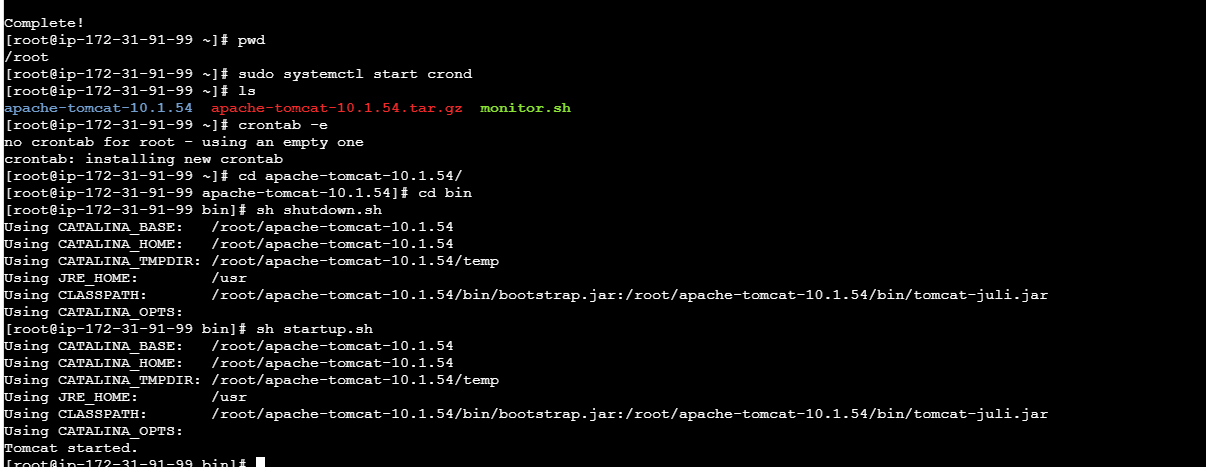 Complete!
[root@ip-172-31-91-99 ~]# pwd
/root
[root@ip-172-31-91-99 ~]# sudo systemctl start crond
[root@ip-172-31-91-99 ~]# ls
apache-tomcat-10.1.54  apache-tomcat-10.1.54.tar.gz  monitor.sh
[root@ip-172-31-91-99 ~]# crontab -e
no crontab for root - using an empty one
crontab: installing new crontab
[root@ip-172-31-91-99 ~]# cd apache-tomcat-10.1.54/
[root@ip-172-31-91-99 apache-tomcat-10.1.54]# cd bin
[root@ip-172-31-91-99 bin]# sh shutdown.sh
Using CATALINA_BASE:   /root/apache-tomcat-10.1.54
Using CATALINA_HOME:   /root/apache-tomcat-10.1.54
Using CATALINA_TMPDIR: /root/apache-tomcat-10.1.54/temp
Using JRE_HOME:        /usr
Using CLASSPATH:       /root/apache-tomcat-10.1.54/bin/bootstrap.jar:/root/apache-tomcat-10.1.54/bin/tomcat-juli.jar
Using CATALINA_OPTS:
[root@ip-172-31-91-99 bin]# sh startup.sh
Using CATALINA_BASE:   /root/apache-tomcat-10.1.54
Using CATALINA_HOME:   /root/apache-tomcat-10.1.54
Using CATALINA_TMPDIR: /root/apache-tomcat-10.1.54/temp
Using JRE_HOME:        /usr
Using CLASSPATH:       /root/apache-tomcat-10.1.54/bin/bootstrap.jar:/root/apache-tomcat-10.1.54/bin/tomcat-juli.jar
Using CATALINA_OPTS:
Tomcat started.
[root@ip-172-31-91-99 bin]#